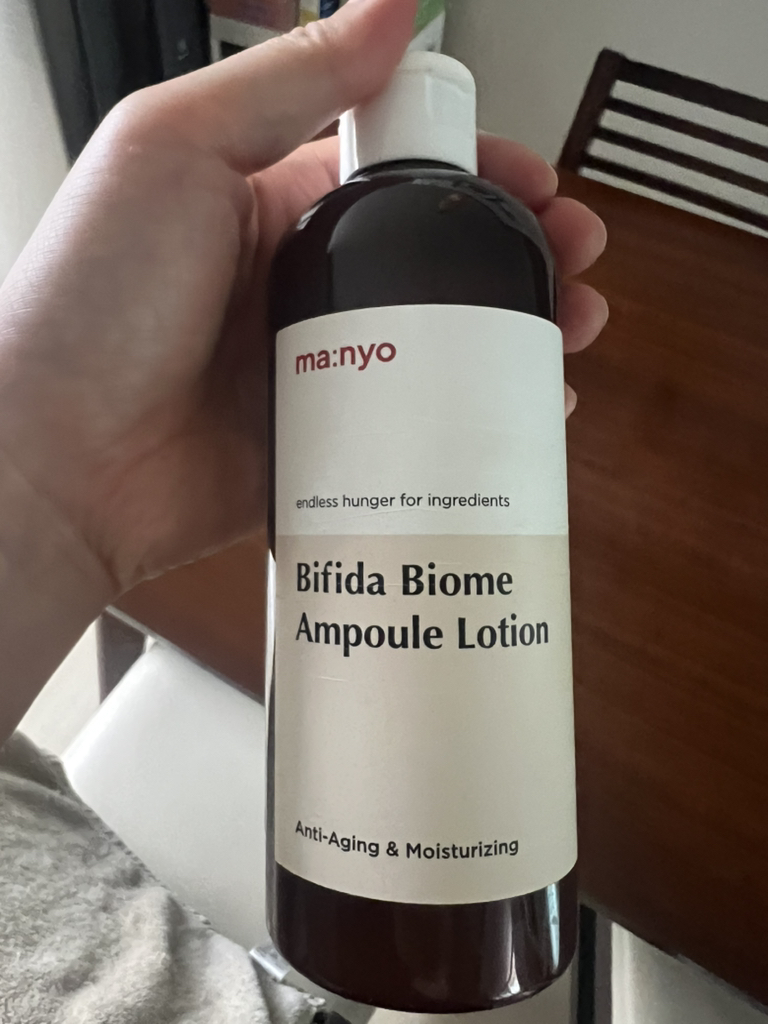 ma:nyo
endless hunger for ingredients
Bifida Biome
Ampoule Lotion
Anti-Aging & Moisturizing